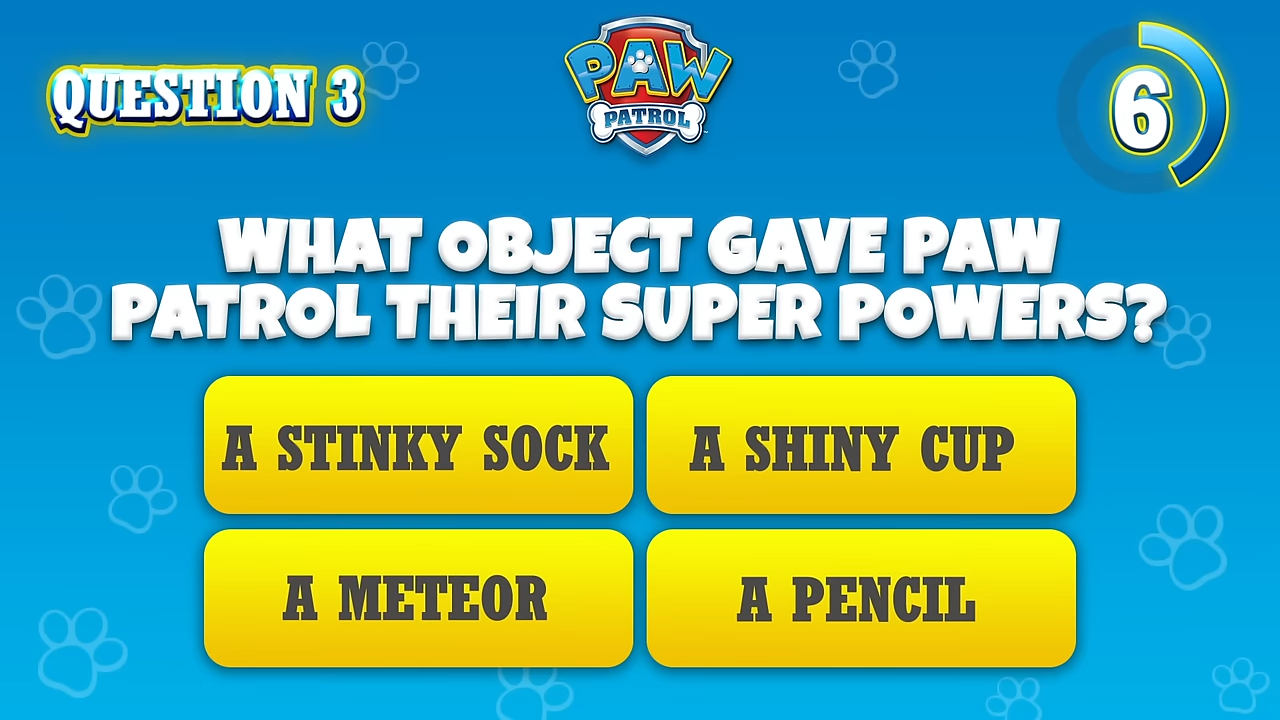 QUESTION 3
PAW
PATROL
6
WHAT OBJECT GAVE PAW
PATROL THEIR SUPER POWERS?
A STINKY SOCK
A SHINY CUP
A METEOR
A PENCIL